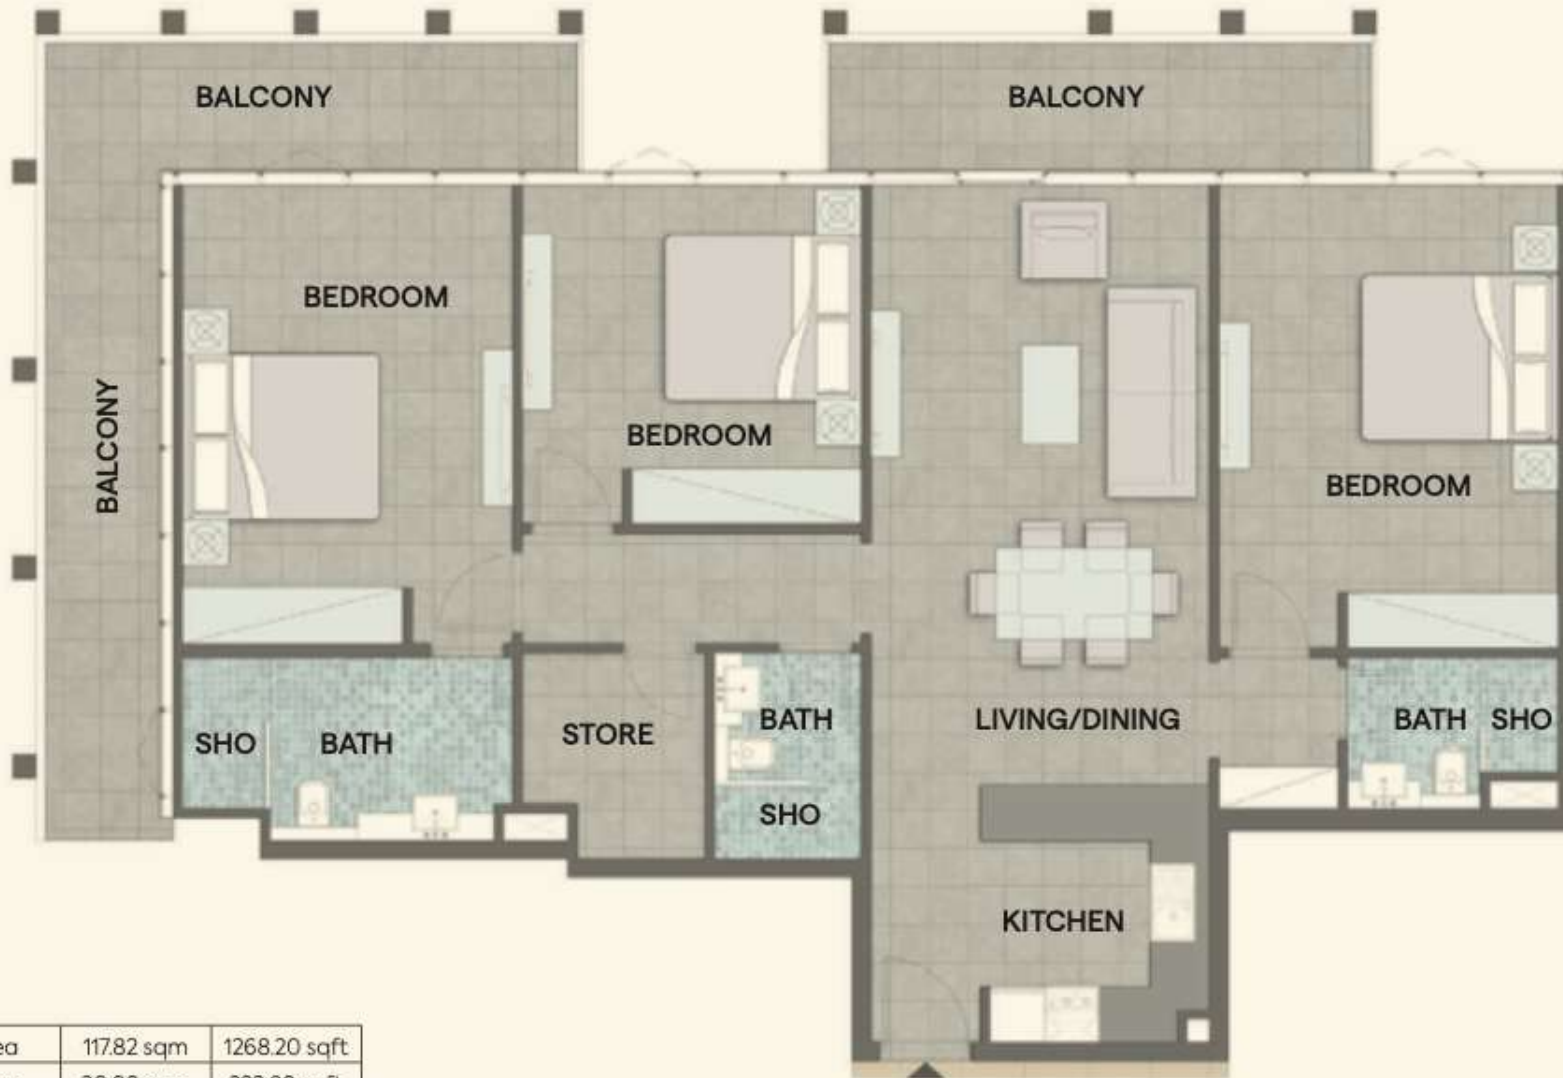 BALCONY
BALCONY
BEDROOM
BALCONY
BEDROOM
BEDROOM
SHO
BATH
STORE
BATH
SHO
LIVING/DINING
BATH
SHO
KITCHEN
117.82 sqm 1268.20 sqft